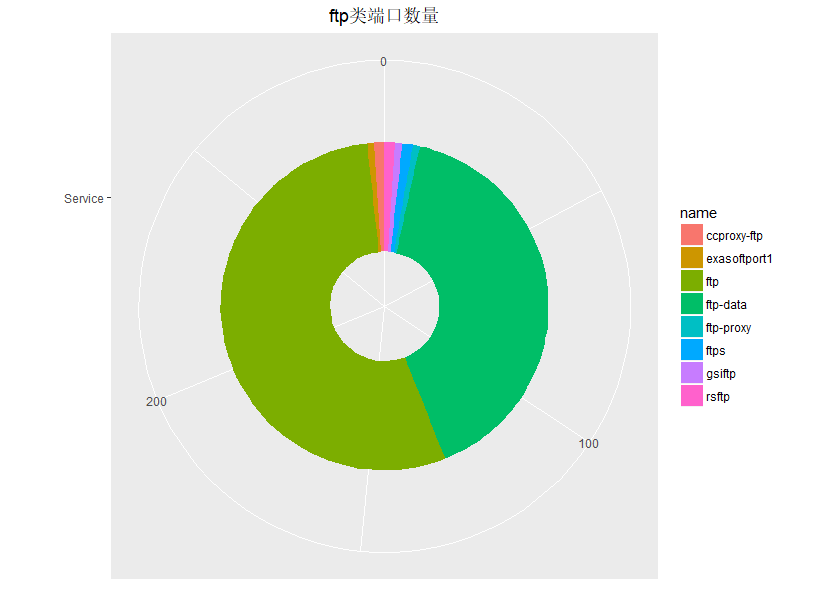 ftp类端口数量
0
Service
200
100
name
ccproxy-ftp
exasoftport1
ftp
ftp-data
ftp-proxy
ftps
gsiftp
rsftp